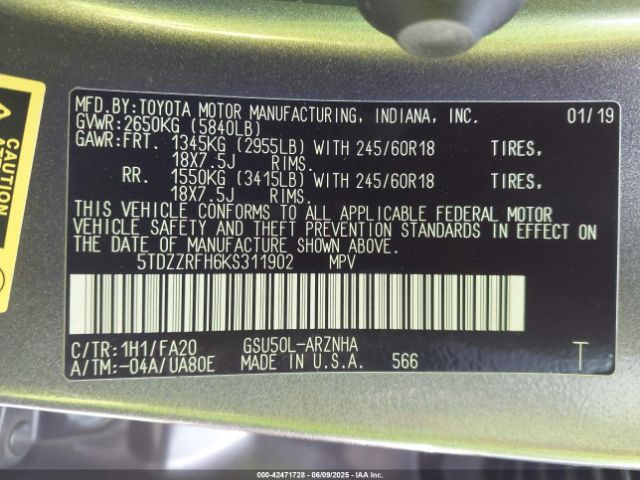 MFD.BY:TOYOTA MOTOR MANUFACTURING, INDIANA, INC. 01/19
GVWR:2650KG (5840LB)
GAWR:FRT. 1345KG (2955LB) WITH 245/60R18 TIRES,
18X7.5J RIMS.
RR. 1550KG (3415LB) WITH 245/60R18 TIRES,
18X7.5J RIMS.
THIS VEHICLE CONFORMS TO ALL APPLICABLE FEDERAL MOTOR
VEHICLE SAFETY AND THEFT PREVENTION STANDARDS IN EFFECT ON
THE DATE OF MANUFACTURE SHOWN ABOVE.
5TDZZRFH6KS311902 MPV
C/TR:1H1/FA20 GSU50L-ARZNHA T
A/TM:-04A/UA80E MADE IN U.S.A. 566
CAUTION
000-42471728 - 06/09/2025 - IAA Inc.